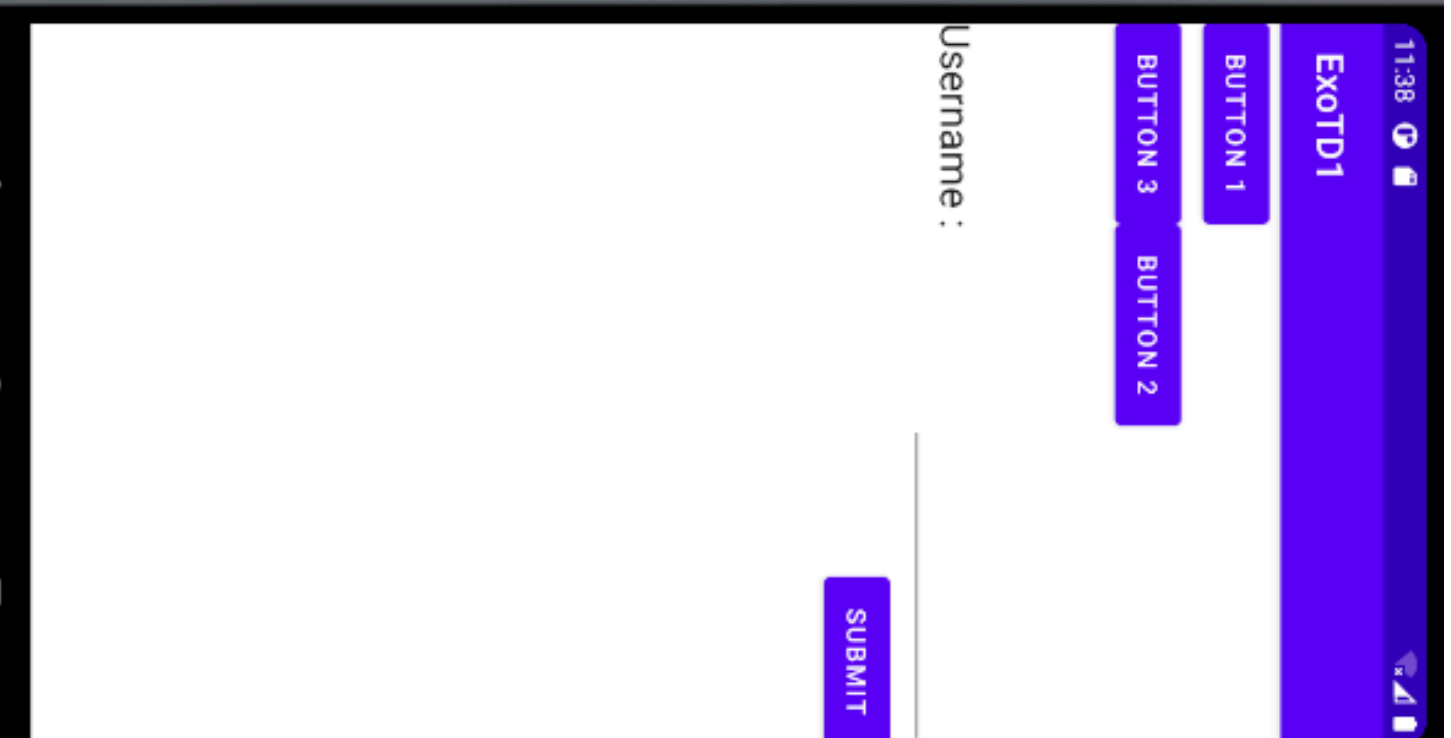 11:38
ExoTD1
BUTTON 1
BUTTON 3 BUTTON 2
Username :
SUBMIT